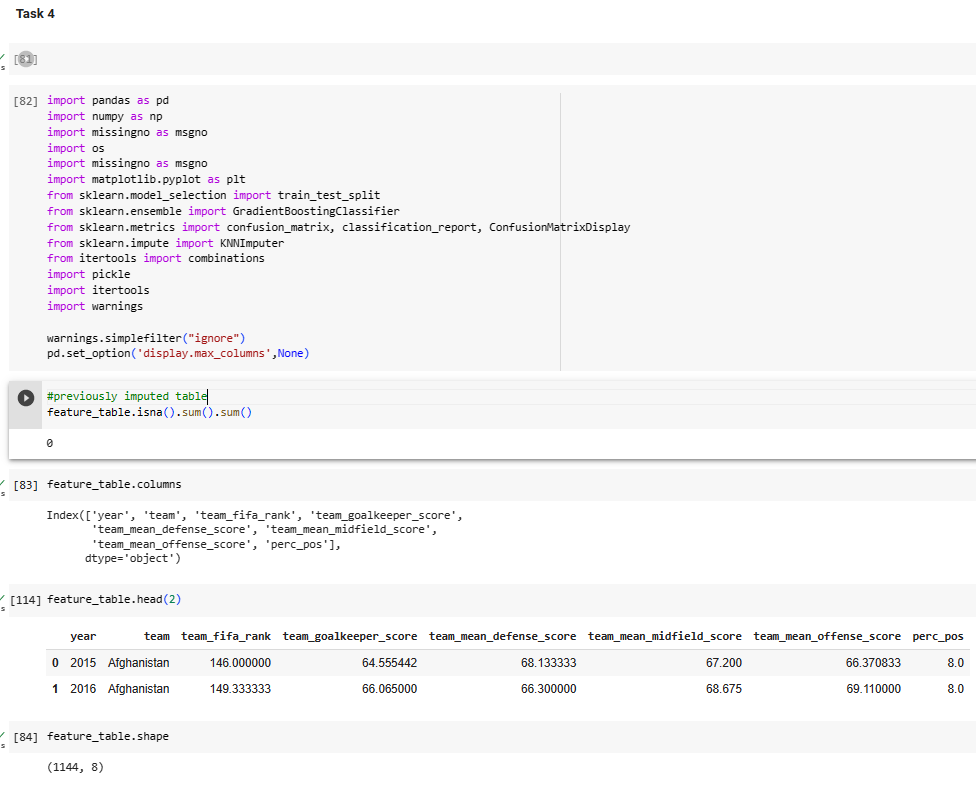 Task 4
[81]
[82] import pandas as pd
import numpy as np
import missingno as msgno
import os
import missingno as msgno
import matplotlib.pyplot as plt
from sklearn.model_selection import train_test_split
from sklearn.ensemble import GradientBoostingClassifier
from sklearn.metrics import confusion_matrix, classification_report, ConfusionMatrixDisplay
from sklearn.impute import KNNImputer
from itertools import combinations
import pickle
import itertools
import warnings
warnings.simplefilter("ignore")
pd.set_option('display.max_columns',None)
#previously imputed table
feature_table.isna().sum().sum()
0
s [83] feature_table.columns
Index(['year', 'team', 'team_fifa_rank', 'team_goalkeeper_score',
'team_mean_defense_score', 'team_mean_midfield_score',
'team_mean_offense_score', 'perc_pos'],
dtype='object')
s [114] feature_table.head(2)
year team team_fifa_rank team_goalkeeper_score team_mean_defense_score team_mean_midfield_score team_mean_offense_score perc_pos
0 2015 Afghanistan 146.000000 64.555442 68.133333 67.200 66.370833 8.0
1 2016 Afghanistan 149.333333 66.065000 66.300000 68.675 69.110000 8.0
s [84] feature_table.shape
(1144, 8)